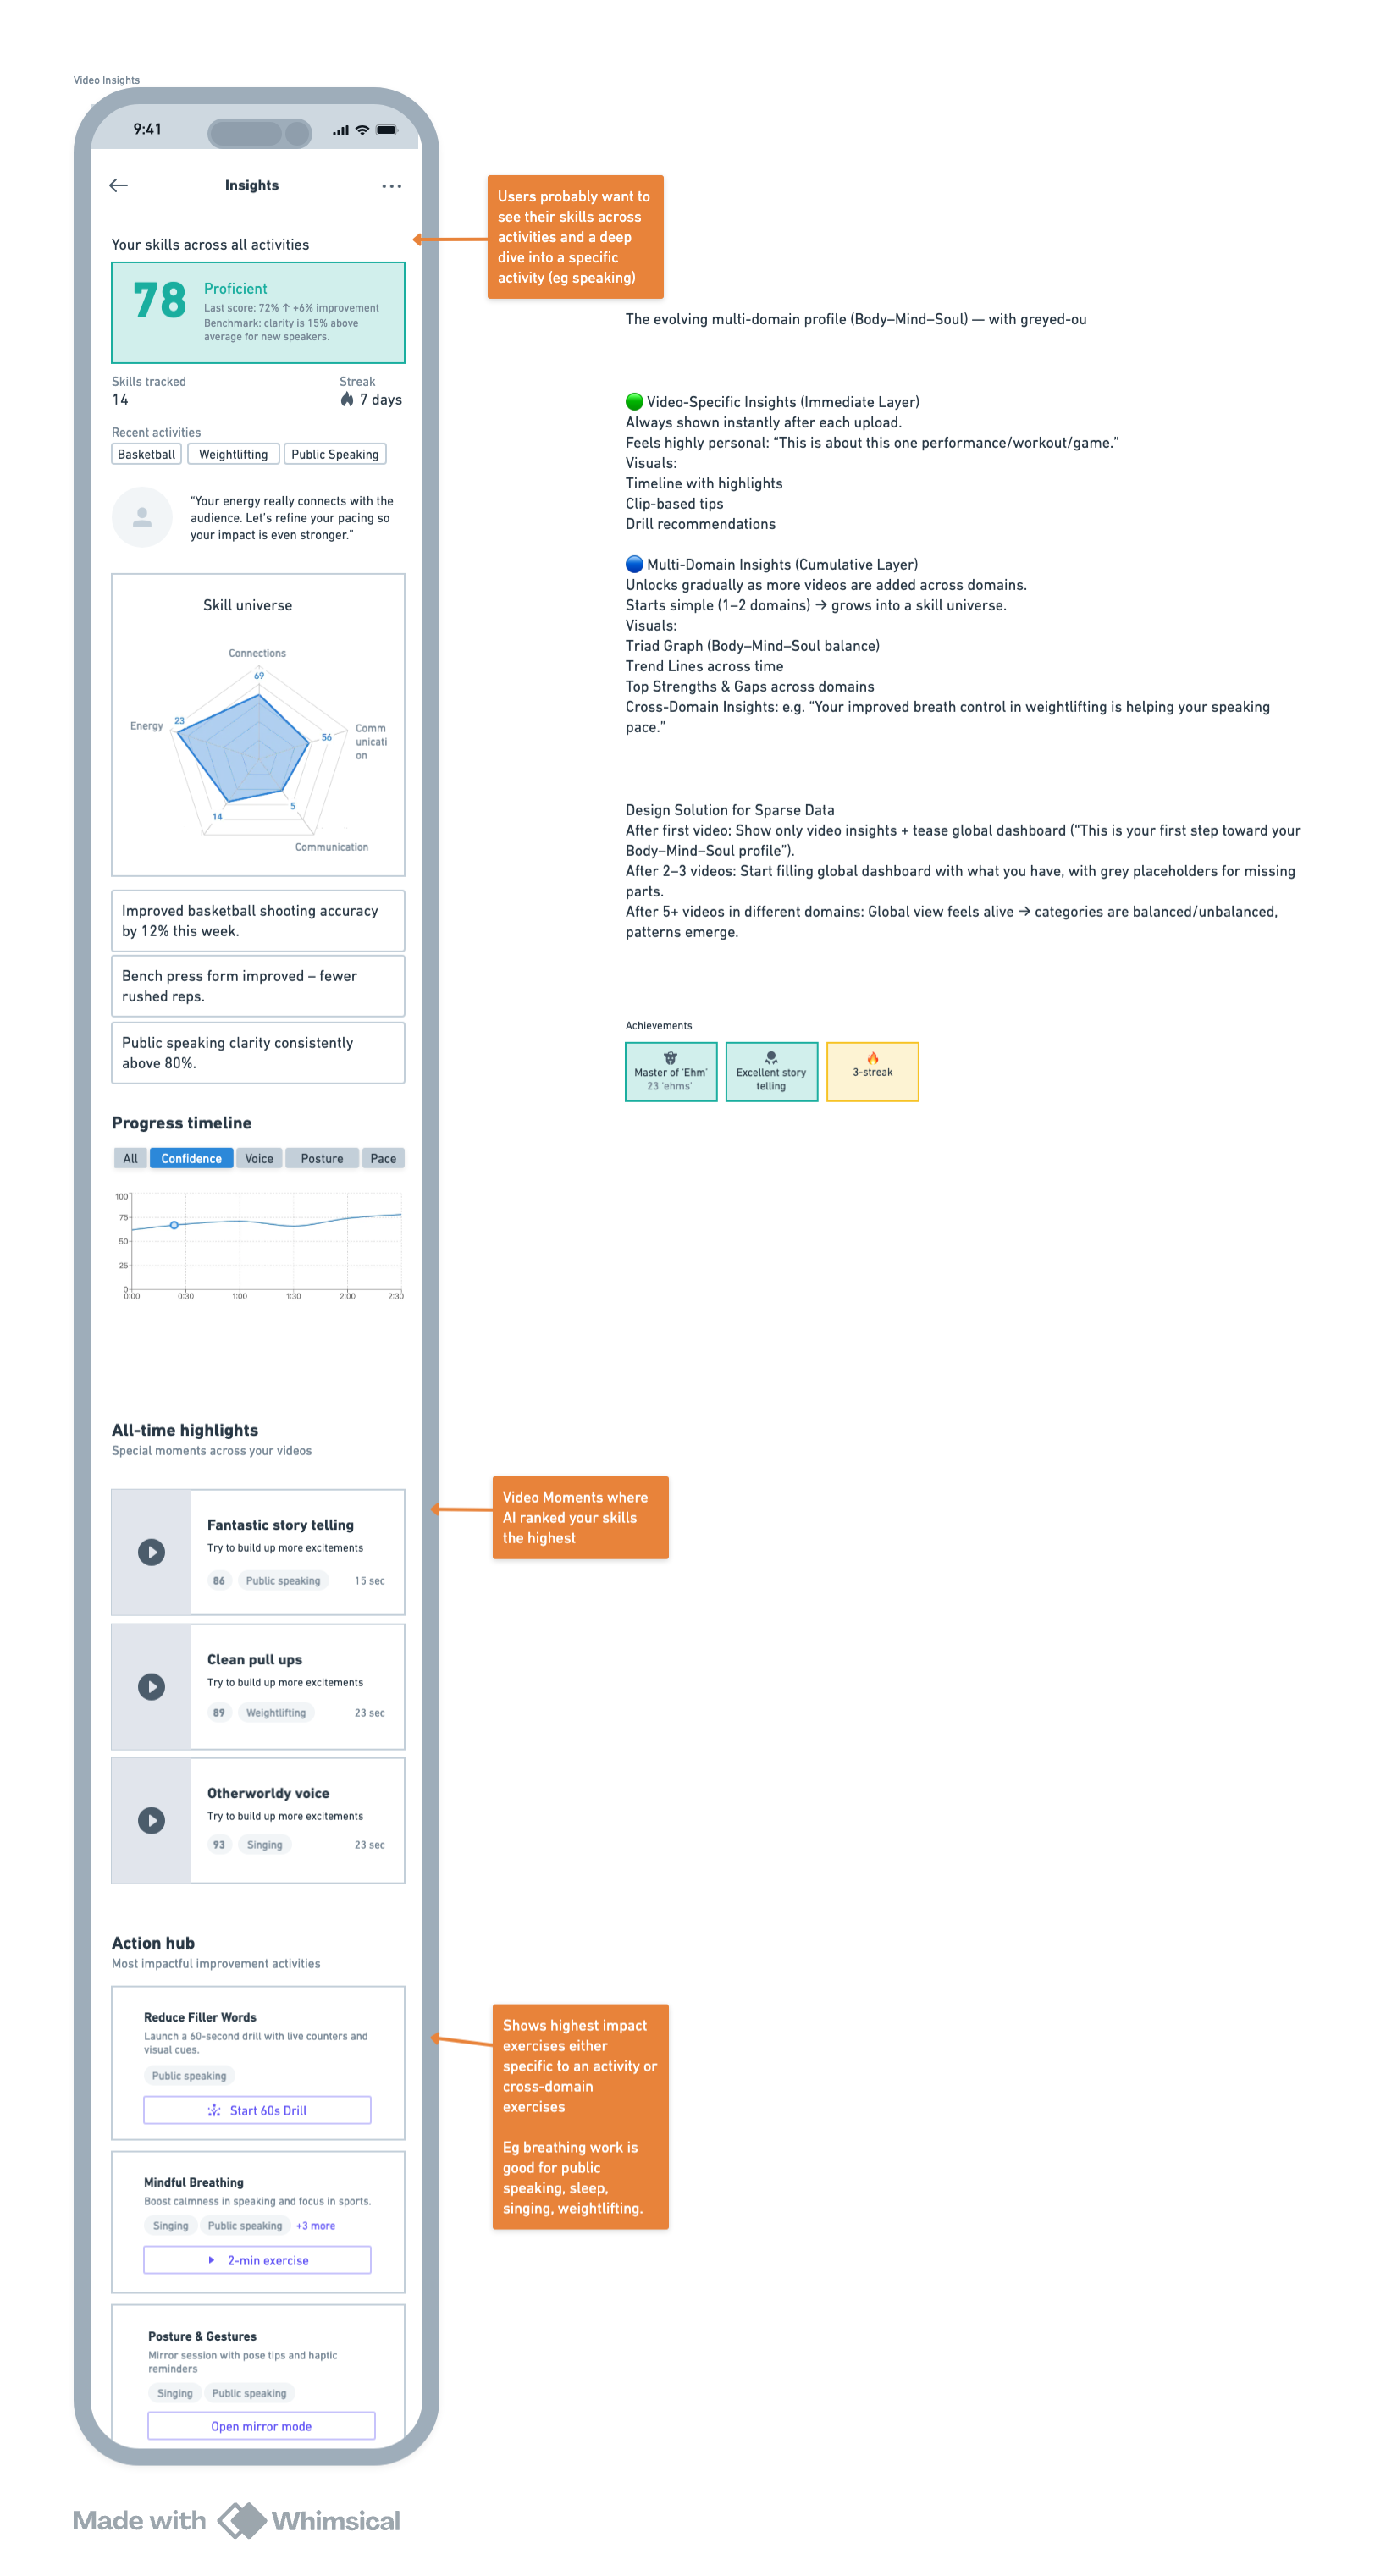 Video Insights
9:41
Insights
Your skills across all activities
78
Proficient
Last score: 72% ↑ +6% improvement
Benchmark: clarity is 15% above
average for new speakers.
Skills tracked
14
Streak
7 days
Recent activities
Basketball
Weightlifting
Public Speaking
“Your energy really connects with the
audience. Let’s refine your pacing so
your impact is even stronger.”
Skill universe
Connections
69
Energy
23
56
Comm
unicati
on
5
14
Communication
Improved basketball shooting accuracy
by 12% this week.
Bench press form improved – fewer
rushed reps.
Public speaking clarity consistently
above 80%.
Progress timeline
All
Confidence
Voice
Posture
Pace
100
75
50
25
0
0:00
0:30
1:00
1:30
2:00
2:30
All-time highlights
Special moments across your videos
Fantastic story telling
Try to build up more excitements
86
Public speaking
15 sec
Clean pull ups
Try to build up more excitements
89
Weightlifting
23 sec
Otherworldy voice
Try to build up more excitements
93
Singing
23 sec
Action hub
Most impactful improvement activities
Reduce Filler Words
Launch a 60-second drill with live counters and
visual cues.
Public speaking
Start 60s Drill
Mindful Breathing
Boost calmness in speaking and focus in sports.
Singing
Public speaking
+3 more
2-min exercise
Posture & Gestures
Mirror session with pose tips and haptic
reminders
Singing
Public speaking
Open mirror mode
Users probably want to
see their skills across
activities and a deep
dive into a specific
activity (eg speaking)
The evolving multi-domain profile (Body–Mind–Soul) — with greyed-ou
🟢 Video-Specific Insights (Immediate Layer)
Always shown instantly after each upload.
Feels highly personal: “This is about this one performance/workout/game.”
Visuals:
Timeline with highlights
Clip-based tips
Drill recommendations
🔵 Multi-Domain Insights (Cumulative Layer)
Unlocks gradually as more videos are added across domains.
Starts simple (1–2 domains) → grows into a skill universe.
Visuals:
Triad Graph (Body–Mind–Soul balance)
Trend Lines across time
Top Strengths & Gaps across domains
Cross-Domain Insights: e.g. “Your improved breath control in weightlifting is helping your speaking
pace.”
Design Solution for Sparse Data
After first video: Show only video insights + tease global dashboard (“This is your first step toward your
Body–Mind–Soul profile”).
After 2–3 videos: Start filling global dashboard with what you have, with grey placeholders for missing
parts.
After 5+ videos in different domains: Global view feels alive → categories are balanced/unbalanced,
patterns emerge.
Achievements
Master of ‘Ehm’
23 ‘ehms’
Excellent story
telling
3-streak
Video Moments where
AI ranked your skills
the highest
Shows highest impact
exercises either
specific to an activity or
cross-domain
exercises
Eg breathing work is
good for public
speaking, sleep,
singing, weightlifting.
Made with Whimsical